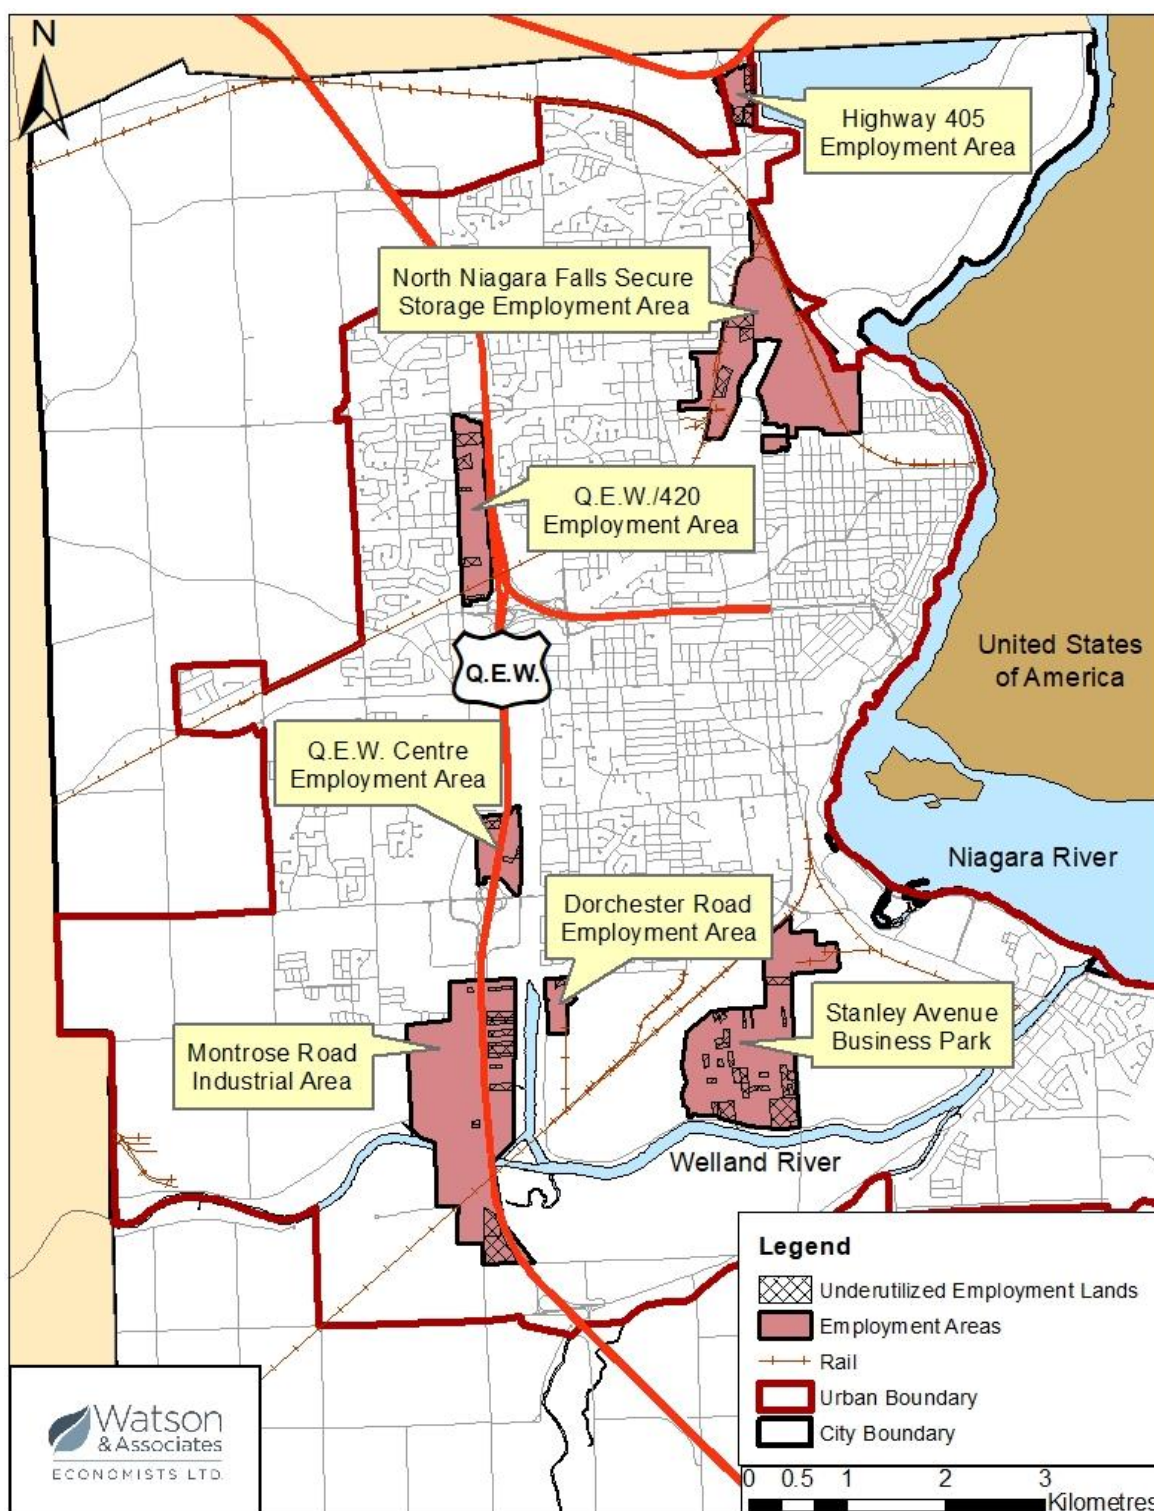 N
Highway 405
Employment Area
North Niagara Falls Secure
Storage Employment Area
Q.E.W./420
Employment Area
United States
of America
Q.E.W.
Q.E.W. Centre
Employment Area
Niagara River
Dorchester Road
Employment Area
Stanley Avenue
Business Park
Montrose Road
Industrial Area
Welland River
Legend
Underutilized Employment Lands
Employment Areas
Rail
Urban Boundary
City Boundary
Watson
& Associates
ECONOMISTS LTD.
0 0.5 1 2 3
Kilometres